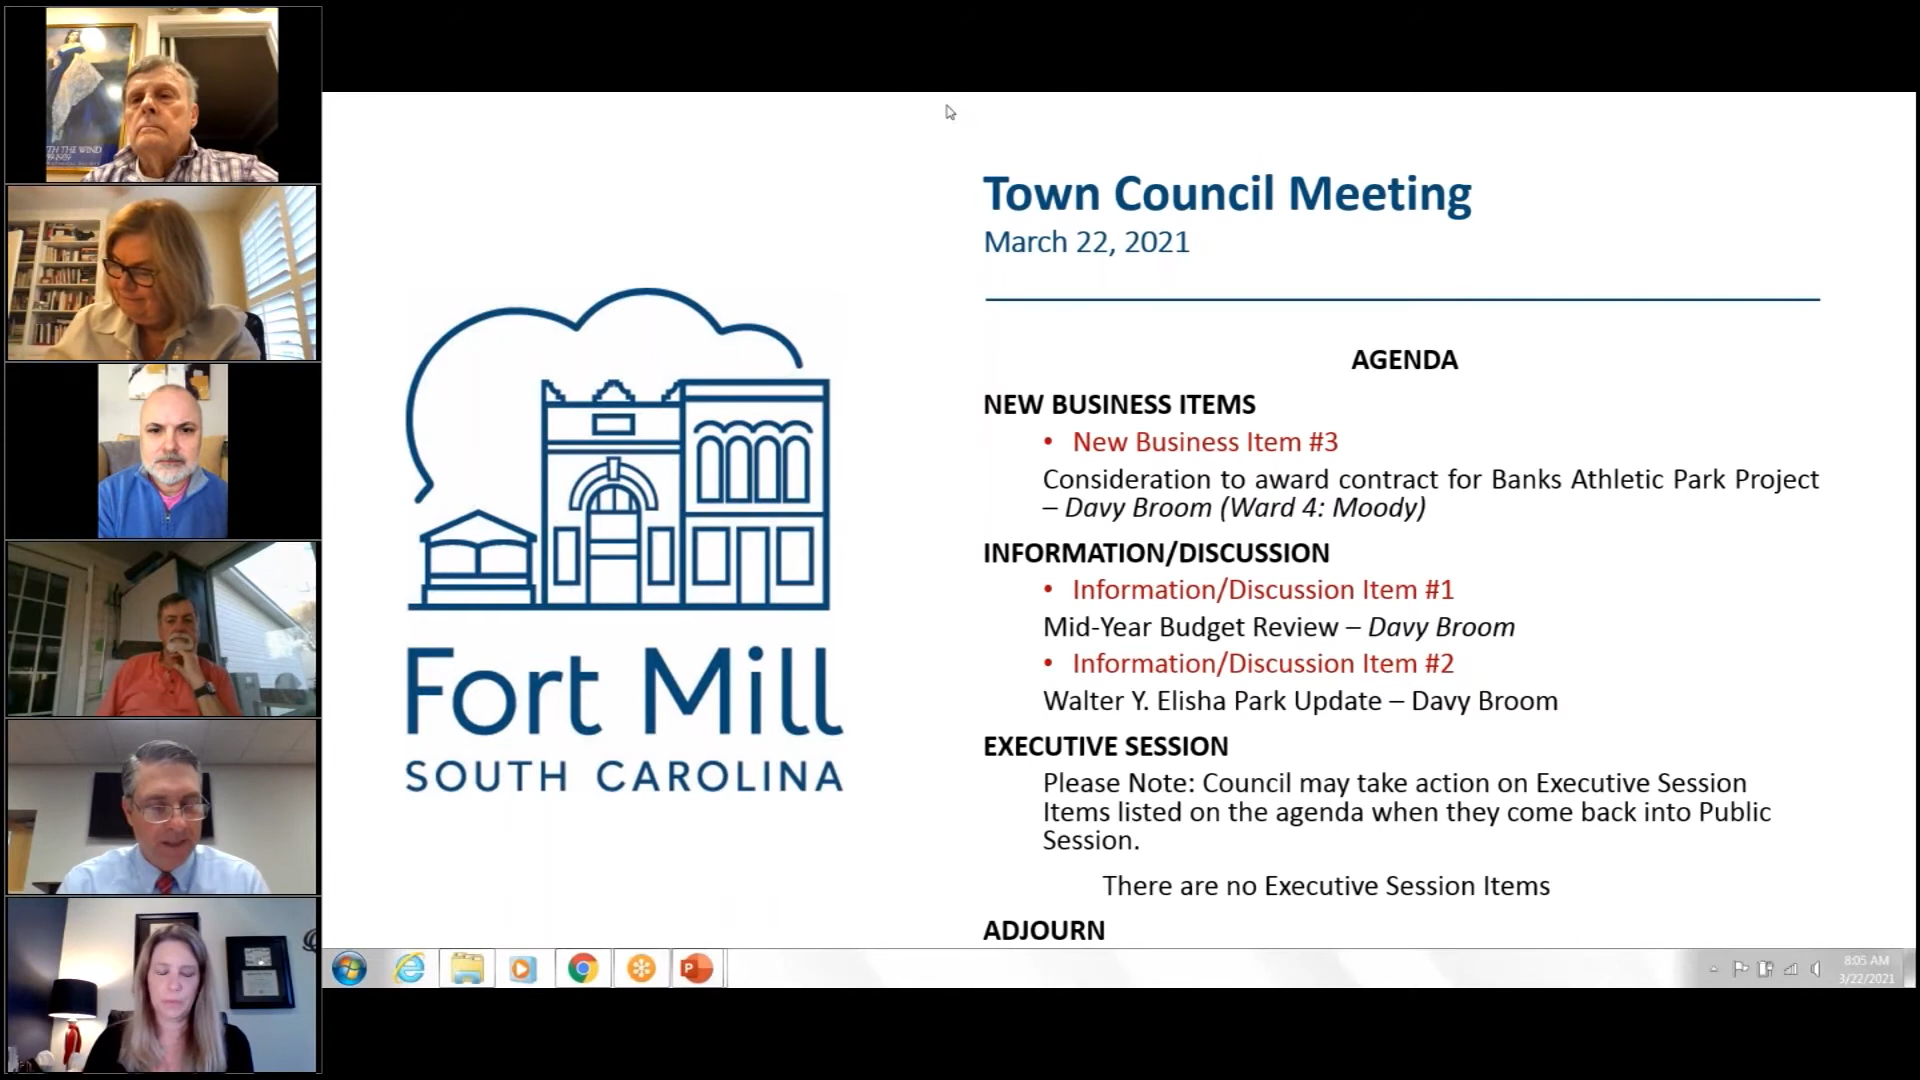 TH THE WIND
Town Council Meeting
March 22, 2021
AGENDA
NEW BUSINESS ITEMS
• New Business Item #3
Consideration to award contract for Banks Athletic Park Project
– Davy Broom (Ward 4: Moody)
INFORMATION/DISCUSSION
• Information/Discussion Item #1
Mid-Year Budget Review – Davy Broom
• Information/Discussion Item #2
Walter Y. Elisha Park Update – Davy Broom
EXECUTIVE SESSION
Please Note: Council may take action on Executive Session
Items listed on the agenda when they come back into Public
Session.
There are no Executive Session Items
ADJOURN
Fort Mill
SOUTH CAROLINA
8:05 AM
3/22/2021